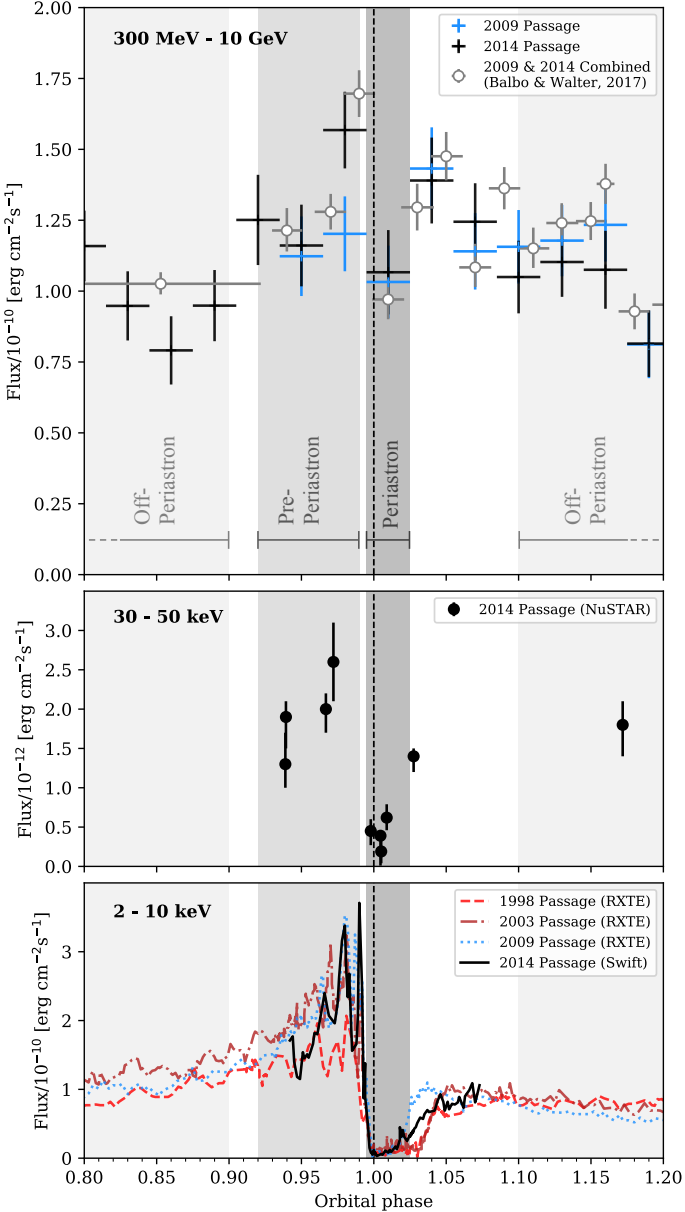 2.00
1.75
1.50
1.25
1.00
0.75
0.50
0.25
0.00
Flux/10⁻¹⁰ [erg cm⁻²s⁻¹]
300 MeV - 10 GeV
2009 Passage
2014 Passage
2009 & 2014 Combined
(Balbo & Walter, 2017)
Off-
Periastron
Pre-
Periastron
Periastron
Off-
Periastron
3.0
2.5
2.0
1.5
1.0
0.5
0.0
Flux/10⁻¹² [erg cm⁻²s⁻¹]
30 - 50 keV
2014 Passage (NuSTAR)
3
2
1
0
Flux/10⁻¹⁰ [erg cm⁻²s⁻¹]
2 - 10 keV
1998 Passage (RXTE)
2003 Passage (RXTE)
2009 Passage (RXTE)
2014 Passage (Swift)
0.80 0.85 0.90 0.95 1.00 1.05 1.10 1.15 1.20
Orbital phase